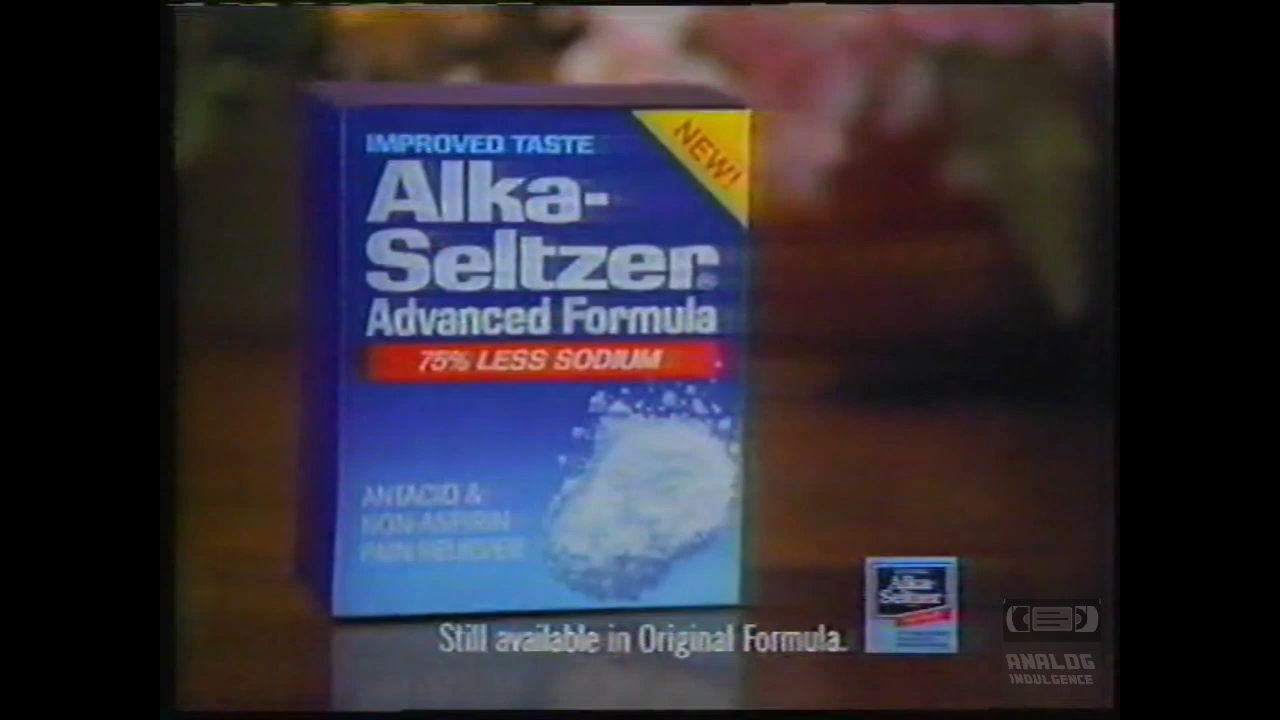 IMPROVED TASTE
NEW!
Alka-
Seltzer®
Advanced Formula
75% LESS SODIUM
ANTACID &
NON-ASPIRIN
PAIN RELIEVER
Still available in Original Formula.
Alka-
Seltzer
ANALOG
INDULGENCE